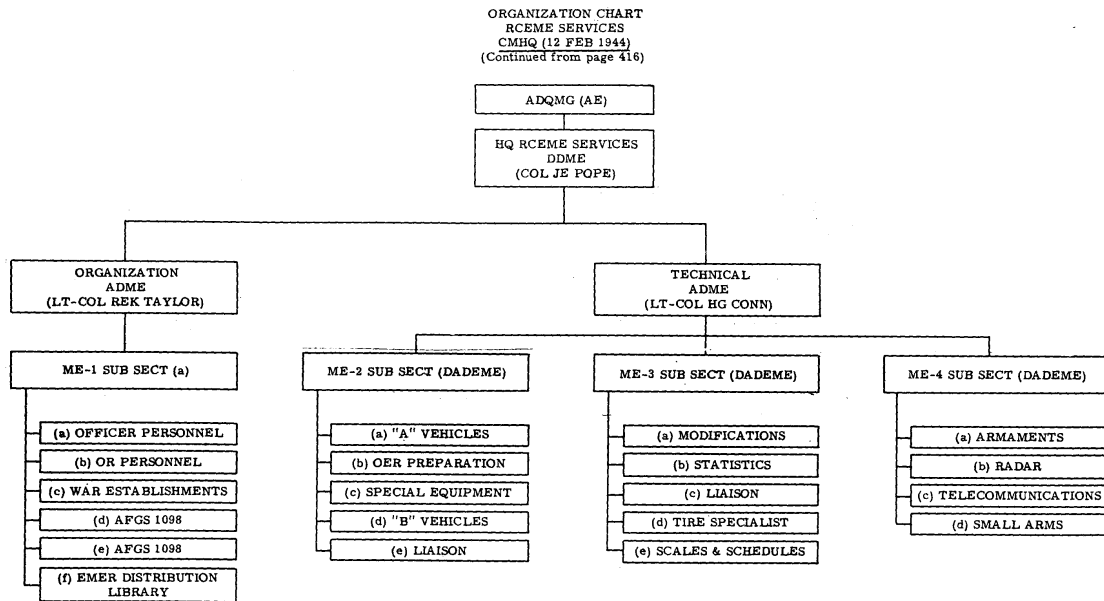 ORGANIZATION CHART
RCEME SERVICES
CMHQ (12 FEB 1944)
(Continued from page 416)
ADQMG (AE)
HQ RCEME SERVICES
DDME
(COL JE POPE)
ORGANIZATION
ADME
(LT-COL REK TAYLOR)
TECHNICAL
ADME
(LT-COL HG CONN)
ME-1 SUB SECT (a)
(a) OFFICER PERSONNEL
(b) OR PERSONNEL
(c) WAR ESTABLISHMENTS
(d) AFGS 1098
(e) AFGS 1098
(f) EMER DISTRIBUTION
LIBRARY
ME-2 SUB SECT (DADEME)
(a) "A" VEHICLES
(b) OER PREPARATION
(c) SPECIAL EQUIPMENT
(d) "B" VEHICLES
(e) LIAISON
ME-3 SUB SECT (DADEME)
(a) MODIFICATIONS
(b) STATISTICS
(c) LIAISON
(d) TIRE SPECIALIST
(e) SCALES & SCHEDULES
ME-4 SUB SECT (DADEME)
(a) ARMAMENTS
(b) RADAR
(c) TELECOMMUNICATIONS
(d) SMALL ARMS